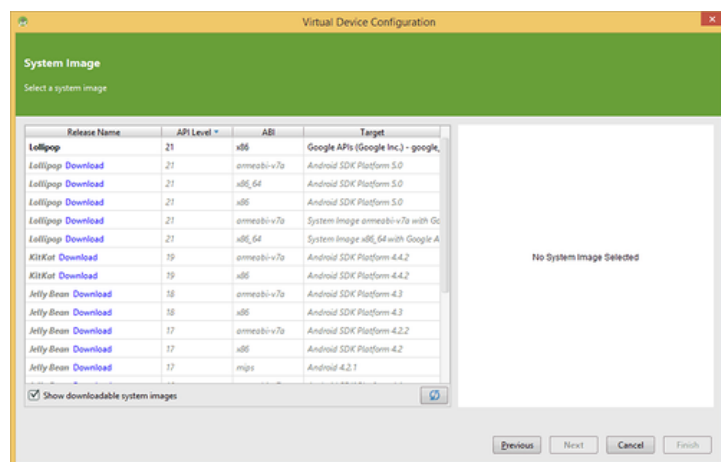 Virtual Device Configuration
System Image
Select a system image
Release Name API Level ABI Target
Lollipop 21 x86 Google APIs (Google Inc.) - google_
Lollipop Download 21 armeabi-v7a Android SDK Platform 5.0
Lollipop Download 21 x86_64 Android SDK Platform 5.0
Lollipop Download 21 x86 Android SDK Platform 5.0
Lollipop Download 21 armeabi-v7a System Image armeabi-v7a with Go
Lollipop Download 21 x86_64 System Image x86_64 with Google A
KitKat Download 19 armeabi-v7a Android SDK Platform 4.4.2
KitKat Download 19 x86 Android SDK Platform 4.4.2
Jelly Bean Download 18 armeabi-v7a Android SDK Platform 4.3
Jelly Bean Download 18 x86 Android SDK Platform 4.3
Jelly Bean Download 17 armeabi-v7a Android SDK Platform 4.2.2
Jelly Bean Download 17 x86 Android SDK Platform 4.2
Jelly Bean Download 17 mips Android 4.2.1
No System Image Selected
Show downloadable system images
Previous Next Cancel Finish